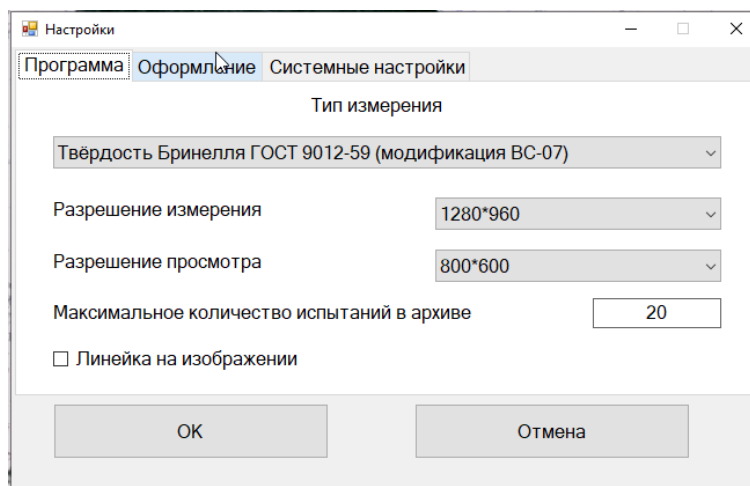 Настройки
Программа Оформление Системные настройки
Тип измерения
Твёрдость Бринелля ГОСТ 9012-59 (модификация ВС-07)
Разрешение измерения 1280*960
Разрешение просмотра 800*600
Максимальное количество испытаний в архиве 20
Линейка на изображении
OK Отмена